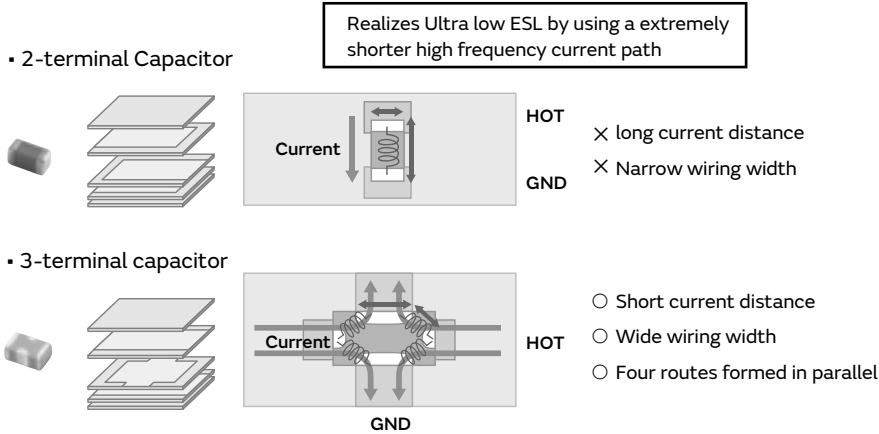 Realizes Ultra low ESL by using a extremely
shorter high frequency current path
▪ 2-terminal Capacitor
HOT
Current
GND
× long current distance
× Narrow wiring width
▪ 3-terminal capacitor
Current
HOT
GND
○ Short current distance
○ Wide wiring width
○ Four routes formed in parallel